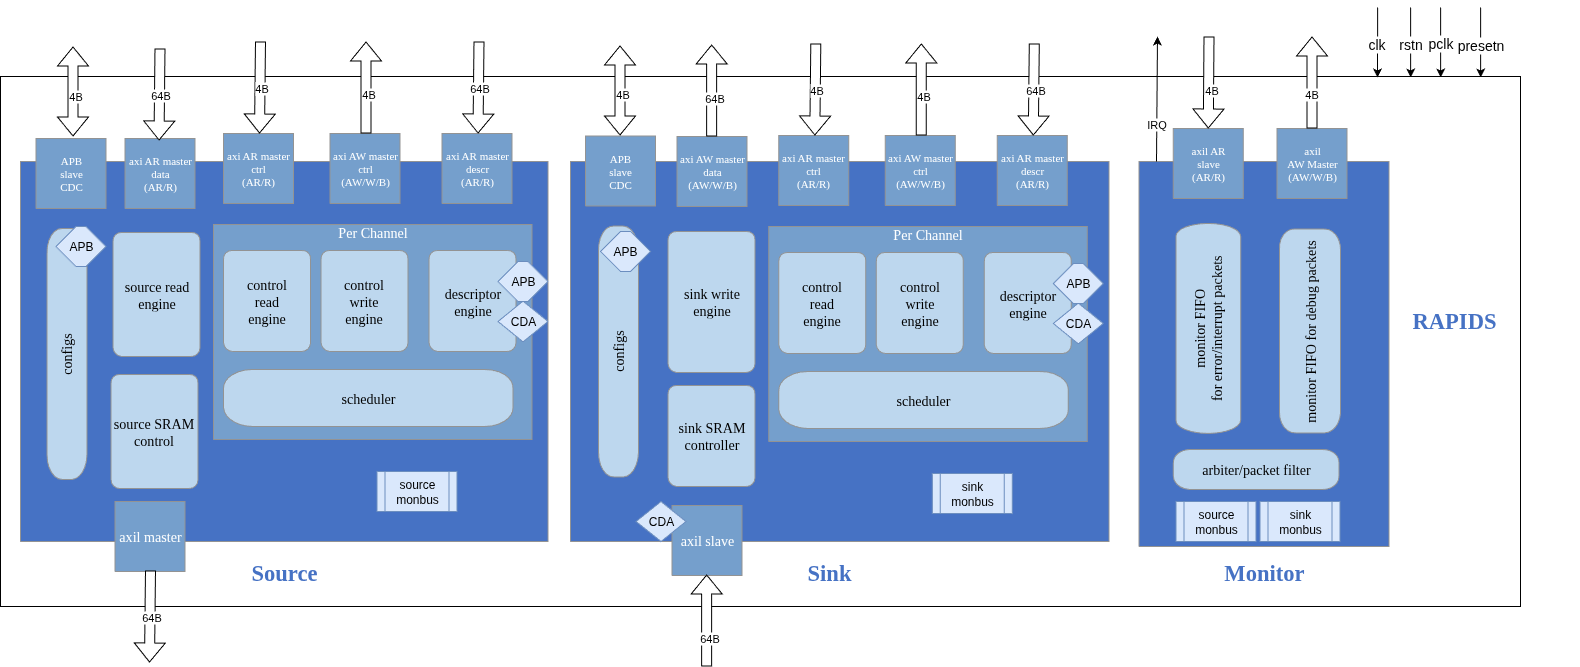 clk
rstn
pclk
presetn
4B
64B
4B
4B
64B
4B
64B
4B
4B
64B
IRQ
4B
4B
APB
slave
CDC
axi AR master
data
(AR/R)
axi AR master
ctrl
(AR/R)
axi AW master
ctrl
(AW/W/B)
axi AR master
descr
(AR/R)
APB
slave
CDC
axi AW master
data
(AW/W/B)
axi AR master
ctrl
(AR/R)
axi AW master
ctrl
(AW/W/B)
axi AR master
descr
(AR/R)
axil AR
slave
(AR/R)
axil
AW Master
(AW/W/B)
APB
configs
source read
engine
source SRAM
control
Per Channel
control
read
engine
control
write
engine
descriptor
engine
APB
CDA
scheduler
source
monbus
axil master
64B
Source
APB
configs
sink write
engine
sink SRAM
controller
Per Channel
control
read
engine
control
write
engine
descriptor
engine
APB
CDA
scheduler
sink
monbus
CDA
axil slave
64B
Sink
monitor FIFO
for error/interrupt packets
monitor FIFO for debug packets
arbiter/packet filter
source
monbus
sink
monbus
Monitor
RAPIDS